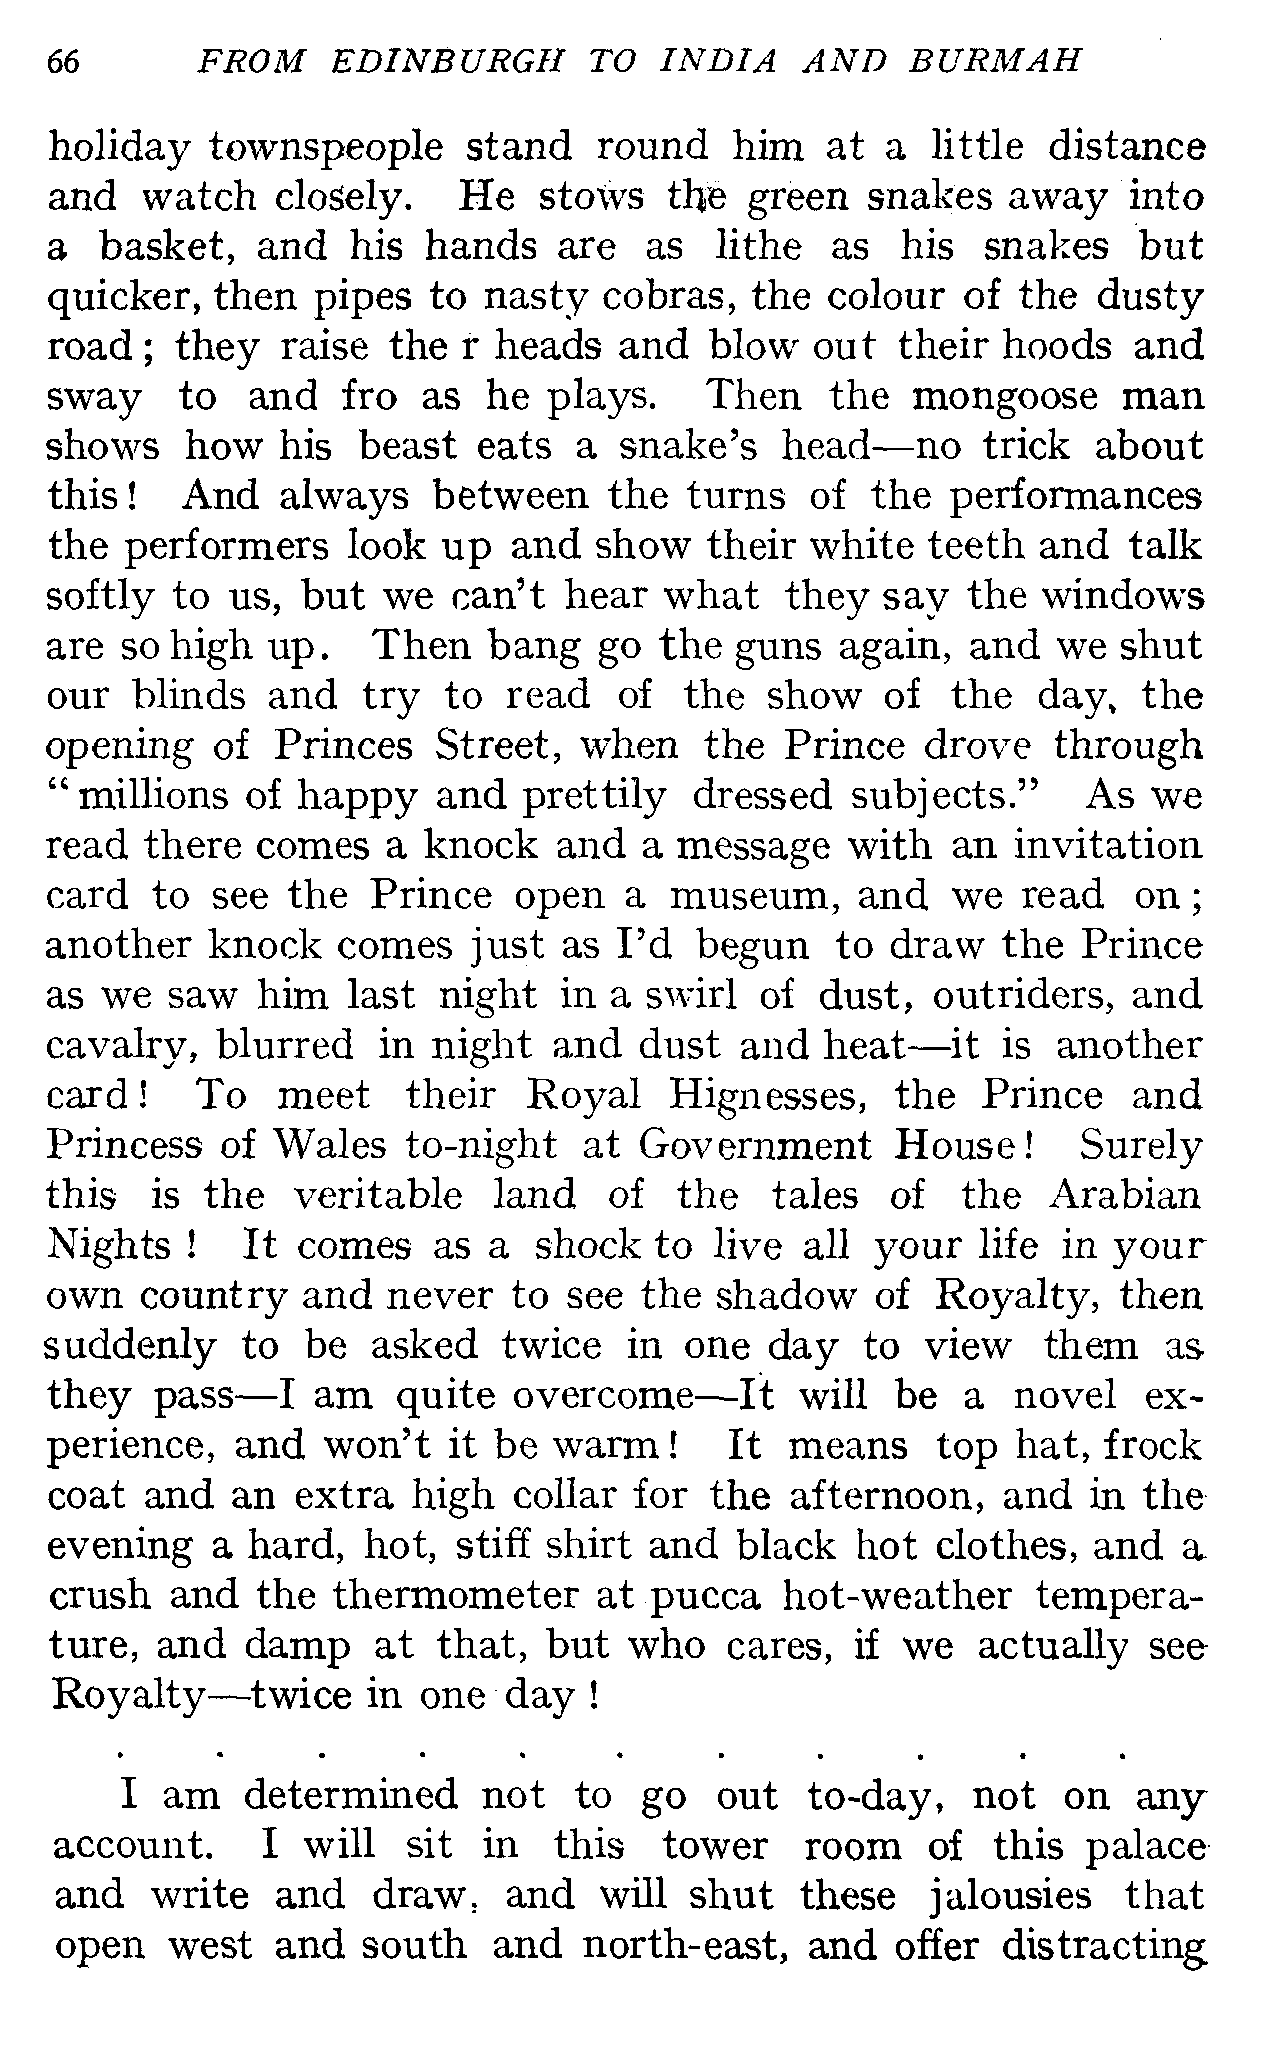 66 FROM EDINBURGH TO INDIA AND BURMAH
holiday townspeople stand round him at a little distance
and watch closely. He stows the green snakes away into
a basket, and his hands are as lithe as his snakes but
quicker, then pipes to nasty cobras, the colour of the dusty
road ; they raise the r heads and blow out their hoods and
sway to and fro as he plays. Then the mongoose man
shows how his beast eats a snake's head—no trick about
this ! And always between the turns of the performances
the performers look up and show their white teeth and talk
softly to us, but we can't hear what they say the windows
are so high up. Then bang go the guns again, and we shut
our blinds and try to read of the show of the day, the
opening of Princes Street, when the Prince drove through
“ millions of happy and prettily dressed subjects.” As we
read there comes a knock and a message with an invitation
card to see the Prince open a museum, and we read on ;
another knock comes just as I'd begun to draw the Prince
as we saw him last night in a swirl of dust, outriders, and
cavalry, blurred in night and dust and heat—it is another
card ! To meet their Royal Hignesses, the Prince and
Princess of Wales to-night at Government House ! Surely
this is the veritable land of the tales of the Arabian
Nights ! It comes as a shock to live all your life in your
own country and never to see the shadow of Royalty, then
suddenly to be asked twice in one day to view them as
they pass—I am quite overcome—It will be a novel ex-
perience, and won't it be warm ! It means top hat, frock
coat and an extra high collar for the afternoon, and in the
evening a hard, hot, stiff shirt and black hot clothes, and a
crush and the thermometer at pucca hot-weather tempera-
ture, and damp at that, but who cares, if we actually see
Royalty—twice in one day !
. . . . . . . . . . .
I am determined not to go out to-day, not on any
account. I will sit in this tower room of this palace
and write and draw, and will shut these jalousies that
open west and south and north-east, and offer distracting